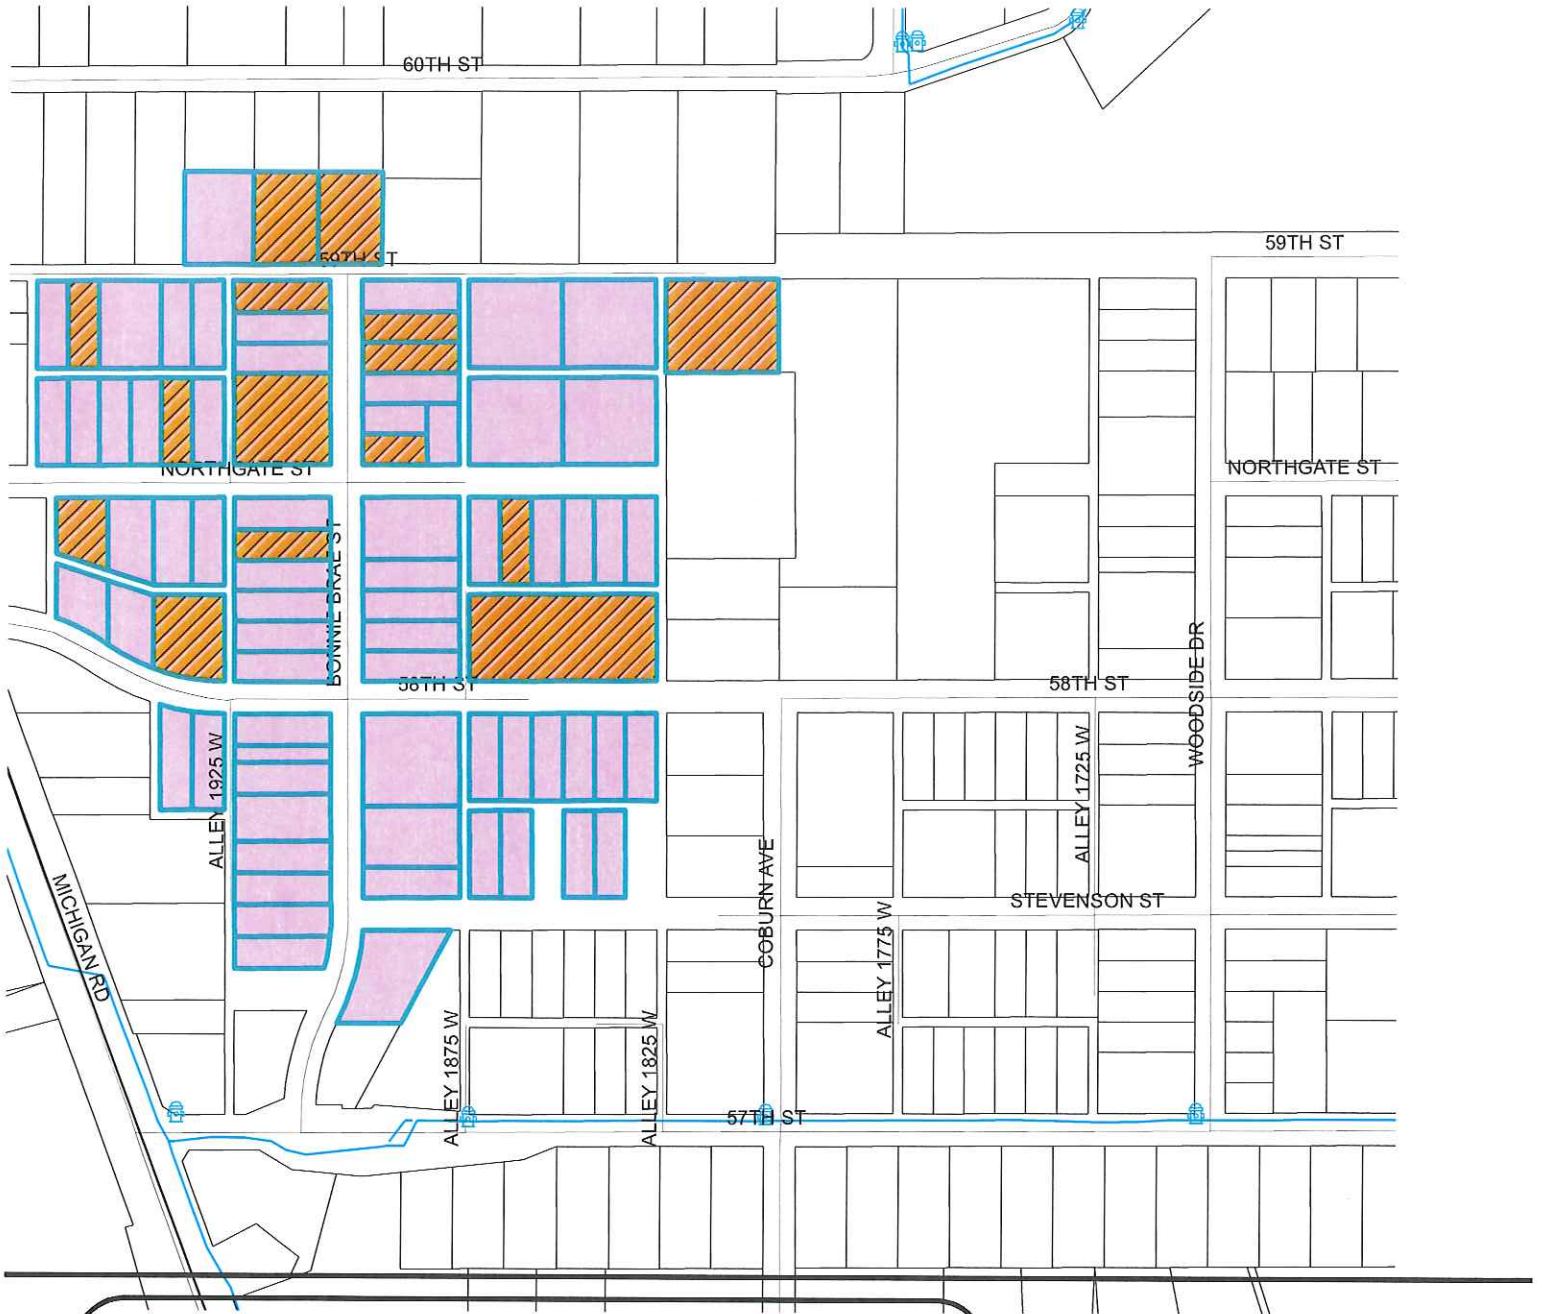 60TH ST
59TH ST
59TH ST
NORTHGATE ST
NORTHGATE ST
BONNIE BRAE ST
58TH ST
58TH ST
WOODSIDE DR
ALLEY 1925 W
ALLEY 1725 W
MICHIGAN RD
COBURN AVE
STEVENSON ST
ALLEY 1775 W
ALLEY 1875 W
ALLEY 1825 W
57TH ST